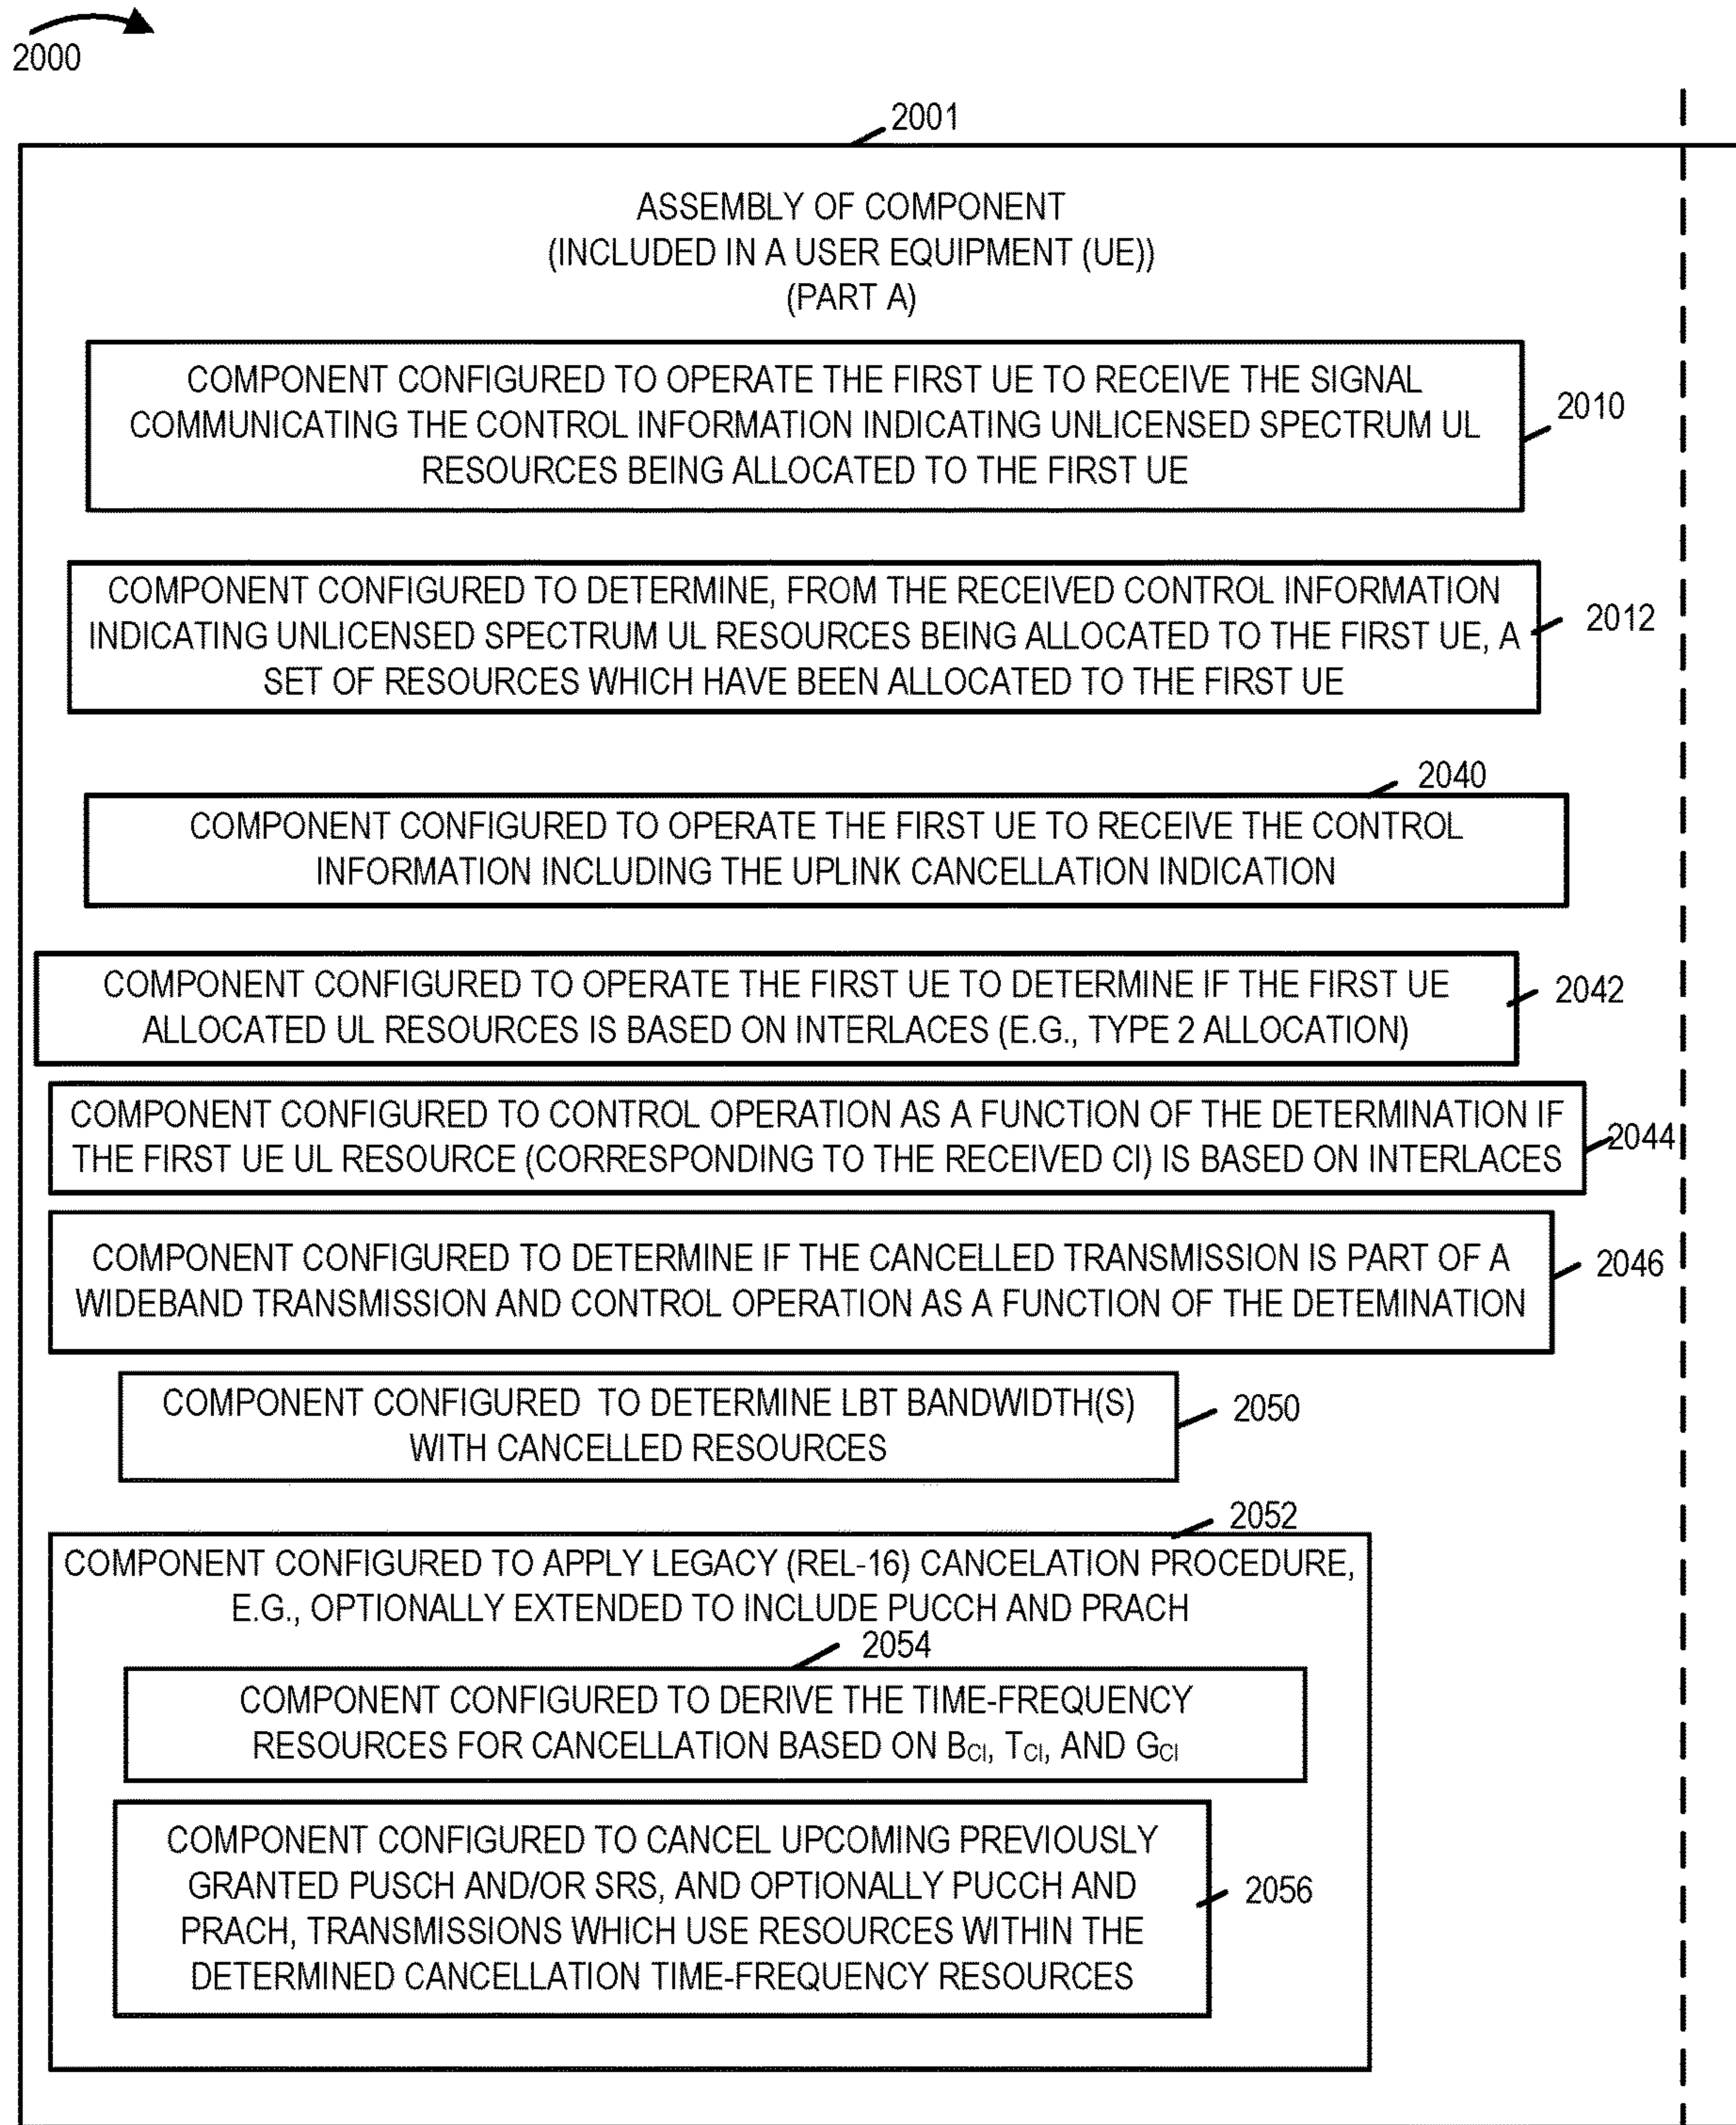 2000
2001
ASSEMBLY OF COMPONENT
(INCLUDED IN A USER EQUIPMENT (UE))
(PART A)
COMPONENT CONFIGURED TO OPERATE THE FIRST UE TO RECEIVE THE SIGNAL
COMMUNICATING THE CONTROL INFORMATION INDICATING UNLICENSED SPECTRUM UL
RESOURCES BEING ALLOCATED TO THE FIRST UE
2010
COMPONENT CONFIGURED TO DETERMINE, FROM THE RECEIVED CONTROL INFORMATION
INDICATING UNLICENSED SPECTRUM UL RESOURCES BEING ALLOCATED TO THE FIRST UE, A
SET OF RESOURCES WHICH HAVE BEEN ALLOCATED TO THE FIRST UE
2012
2040
COMPONENT CONFIGURED TO OPERATE THE FIRST UE TO RECEIVE THE CONTROL
INFORMATION INCLUDING THE UPLINK CANCELLATION INDICATION
COMPONENT CONFIGURED TO OPERATE THE FIRST UE TO DETERMINE IF THE FIRST UE
ALLOCATED UL RESOURCES IS BASED ON INTERLACES (E.G., TYPE 2 ALLOCATION)
2042
COMPONENT CONFIGURED TO CONTROL OPERATION AS A FUNCTION OF THE DETERMINATION IF
THE FIRST UE UL RESOURCE (CORRESPONDING TO THE RECEIVED CI) IS BASED ON INTERLACES
2044
COMPONENT CONFIGURED TO DETERMINE IF THE CANCELLED TRANSMISSION IS PART OF A
WIDEBAND TRANSMISSION AND CONTROL OPERATION AS A FUNCTION OF THE DETEMINATION
2046
COMPONENT CONFIGURED TO DETERMINE LBT BANDWIDTH(S)
WITH CANCELLED RESOURCES
2050
2052
COMPONENT CONFIGURED TO APPLY LEGACY (REL-16) CANCELATION PROCEDURE,
E.G., OPTIONALLY EXTENDED TO INCLUDE PUCCH AND PRACH
2054
COMPONENT CONFIGURED TO DERIVE THE TIME-FREQUENCY
RESOURCES FOR CANCELLATION BASED ON BCI, TCI, AND GCI
COMPONENT CONFIGURED TO CANCEL UPCOMING PREVIOUSLY
GRANTED PUSCH AND/OR SRS, AND OPTIONALLY PUCCH AND
PRACH, TRANSMISSIONS WHICH USE RESOURCES WITHIN THE
DETERMINED CANCELLATION TIME-FREQUENCY RESOURCES
2056